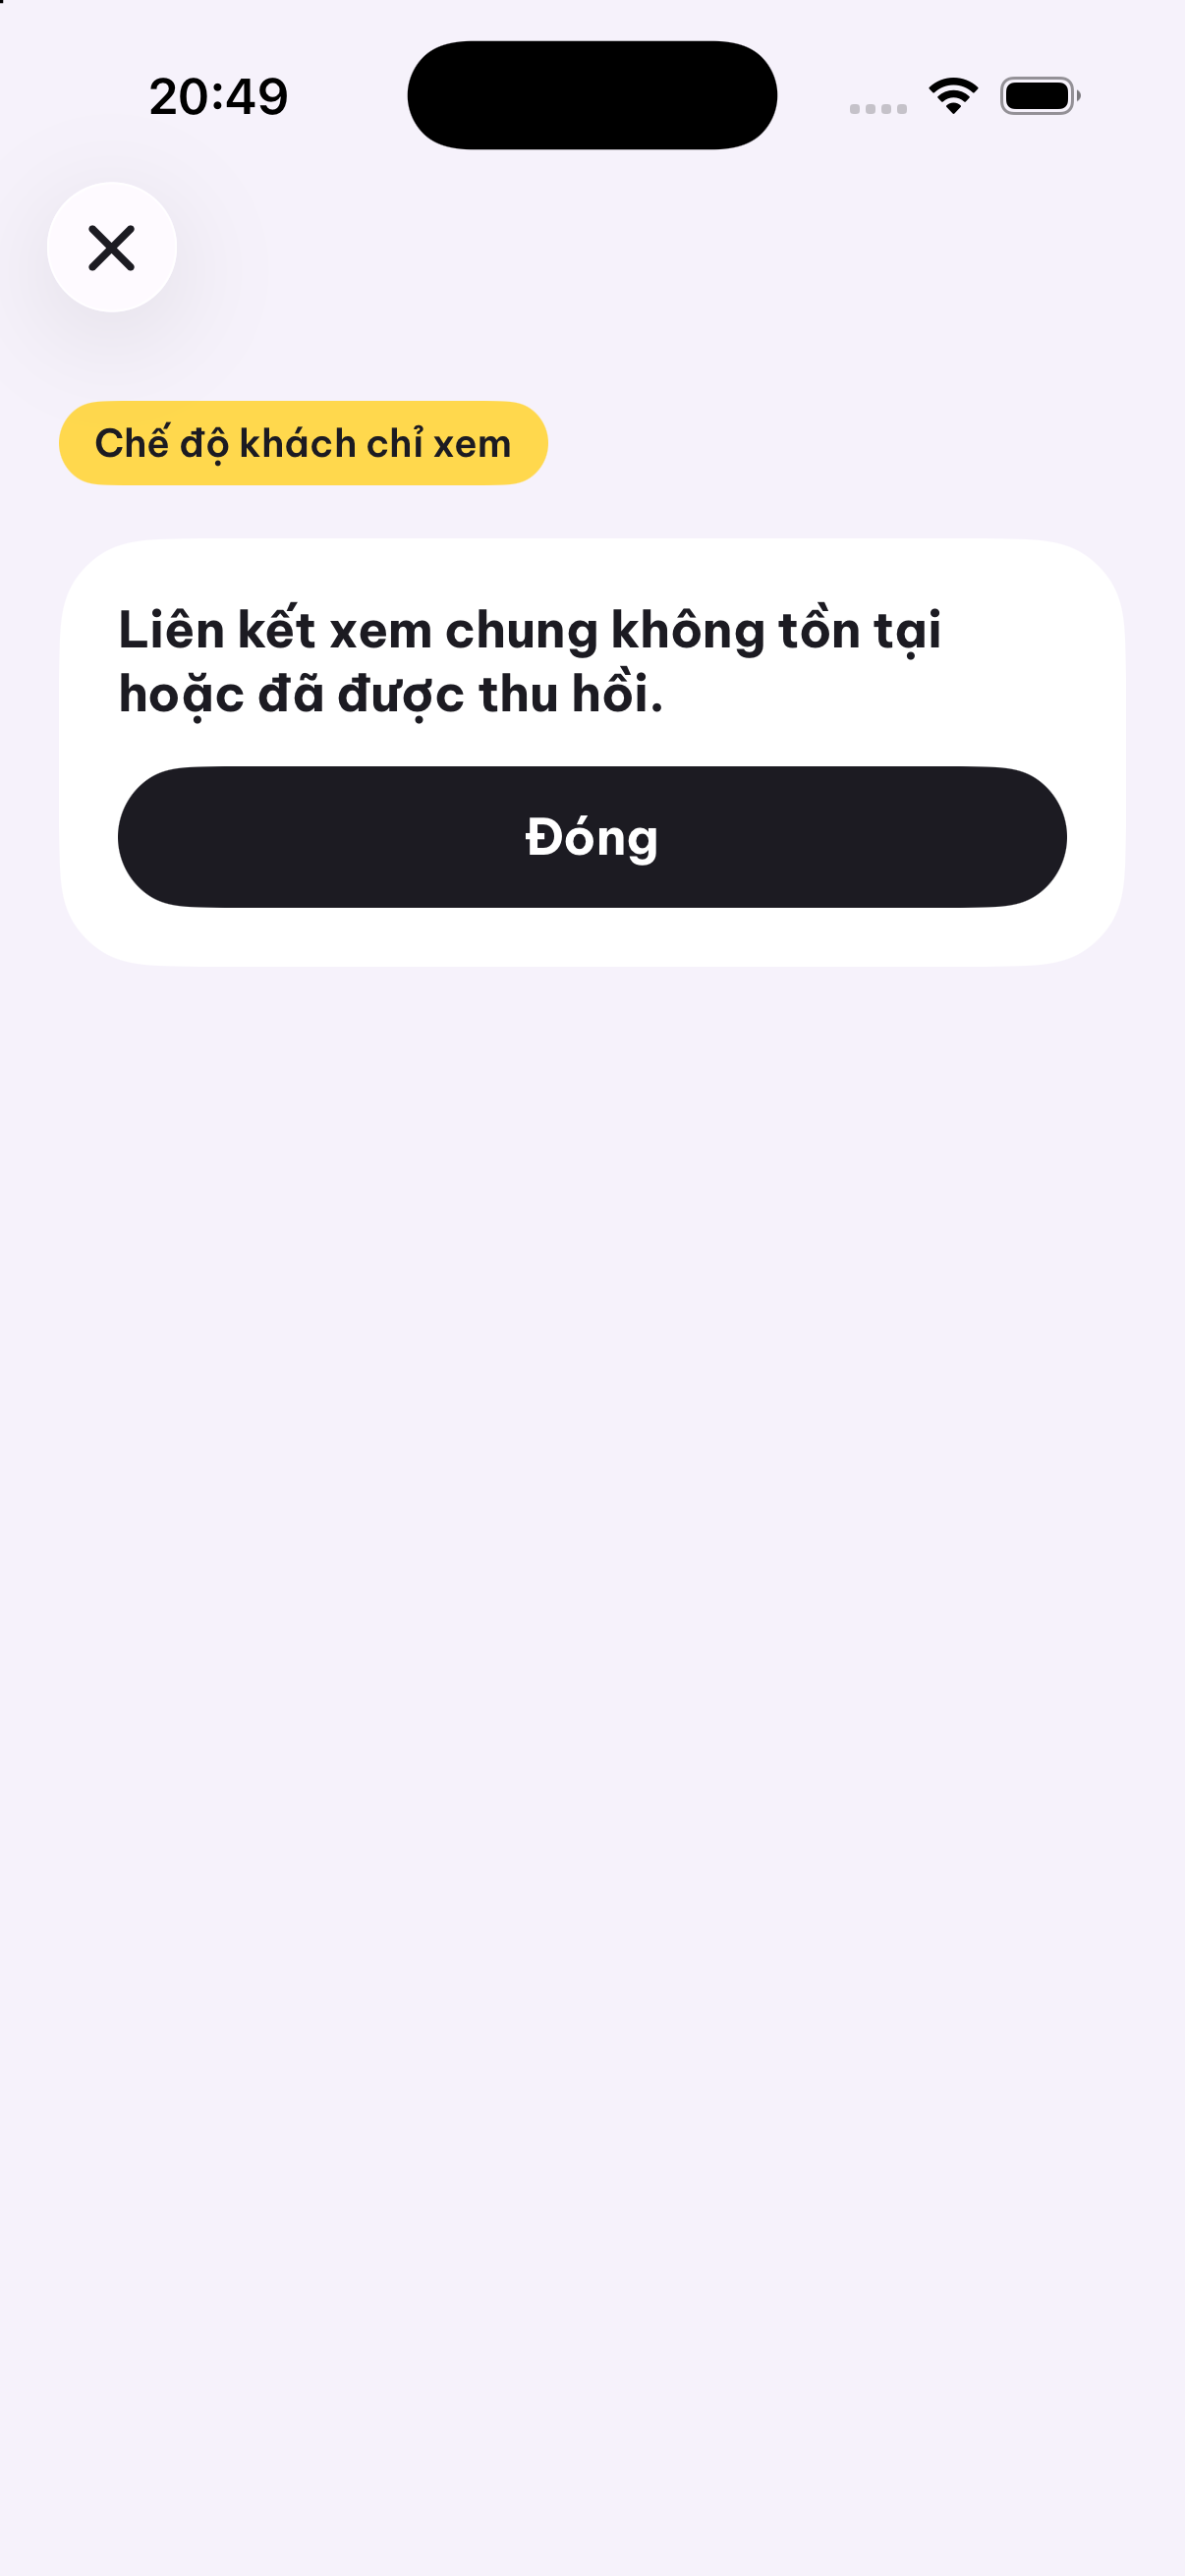 20:49
Chế độ khách chỉ xem
Liên kết xem chung không tồn tại
hoặc đã được thu hồi.
Đóng